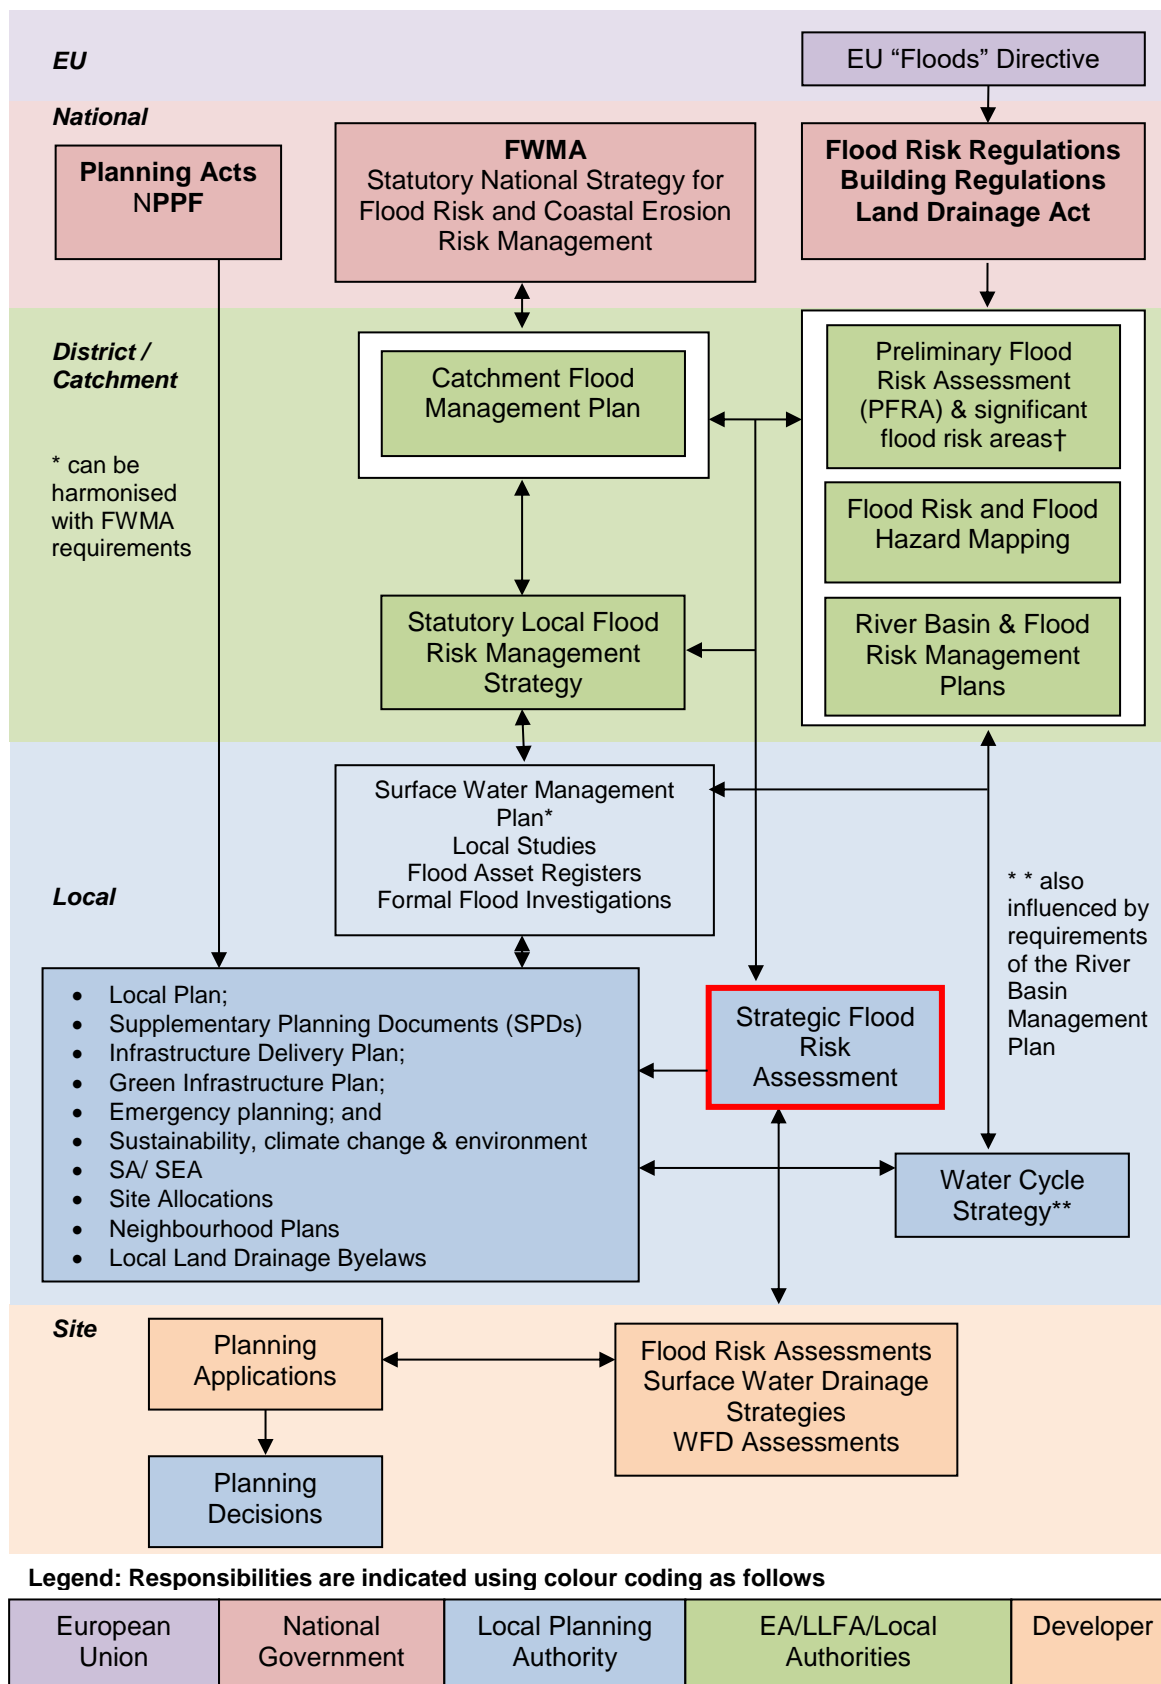 EU
EU “Floods” Directive
National
Planning Acts
NPPF
FWMA
Statutory National Strategy for
Flood Risk and Coastal Erosion
Risk Management
Flood Risk Regulations
Building Regulations
Land Drainage Act
District /
Catchment
* can be
harmonised
with FWMA
requirements
Catchment Flood
Management Plan
Preliminary Flood
Risk Assessment
(PFRA) & significant
flood risk areas†
Flood Risk and Flood
Hazard Mapping
River Basin & Flood
Risk Management
Plans
Statutory Local Flood
Risk Management
Strategy
Local
Surface Water Management
Plan*
Local Studies
Flood Asset Registers
Formal Flood Investigations
* * also
influenced by
requirements
of the River
Basin
Management
Plan
• Local Plan;
• Supplementary Planning Documents (SPDs)
• Infrastructure Delivery Plan;
• Green Infrastructure Plan;
• Emergency planning; and
• Sustainability, climate change & environment
• SA/ SEA
• Site Allocations
• Neighbourhood Plans
• Local Land Drainage Byelaws
Strategic Flood
Risk
Assessment
Water Cycle
Strategy**
Site
Planning
Applications
Flood Risk Assessments
Surface Water Drainage
Strategies
WFD Assessments
Planning
Decisions
Legend: Responsibilities are indicated using colour coding as follows
European
Union
National
Government
Local Planning
Authority
EA/LLFA/Local
Authorities
Developer